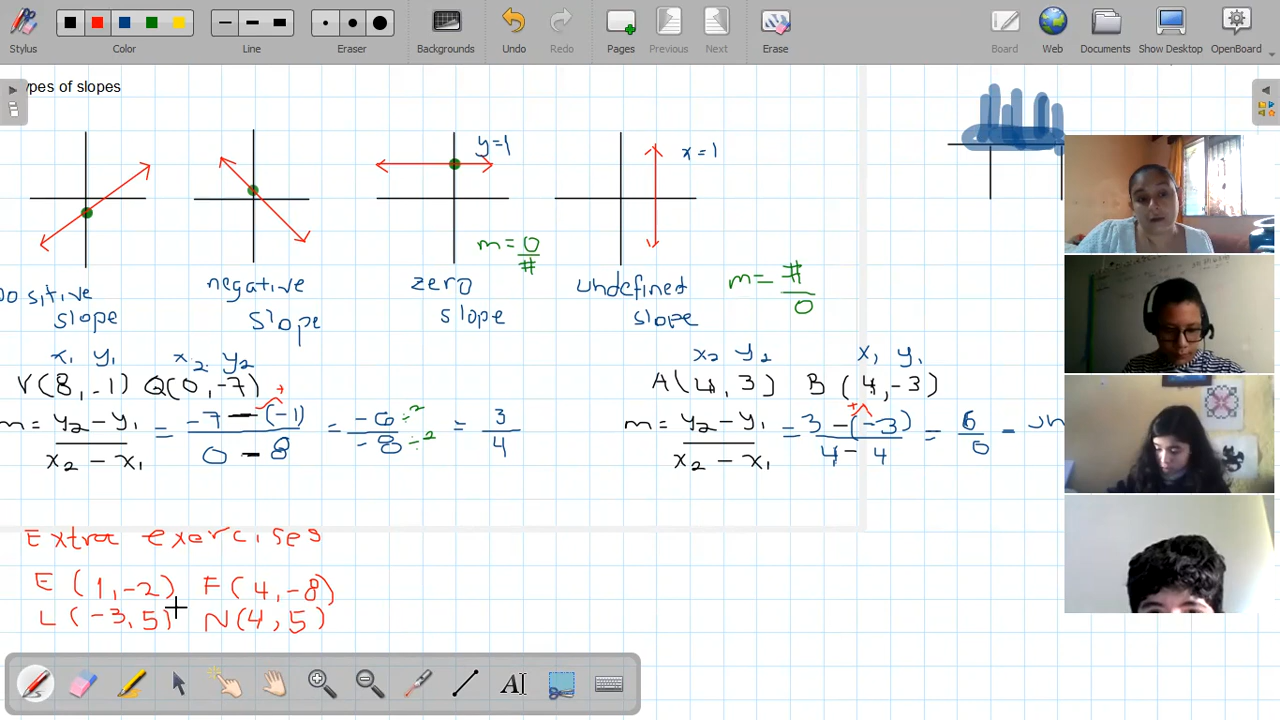 Stylus Color Line Eraser Backgrounds Undo Redo Pages Previous Next Erase Board Web Documents Show Desktop OpenBoard
ypes of slopes
y=1
x=1
m=0/#
m=#/0
ositive slope
negative slope
zero slope
undefined slope
x₁ y₁ x₂ y₂
V(8,-1) Q(0,-7)
m = y₂-y₁/x₂-x₁ = -7-(-1)/0-8 = -6÷2/-8÷2 = 3/4
+
x₂ y₂ x₁ y₁
A(4,3) B(4,-3)
m = y₂-y₁/x₂-x₁ = 3-(-3)/4-4 = 6/0 =
+
Extra exercises
E (1,-2) F(4,-8)
L(-3,5) N(4,5)
A